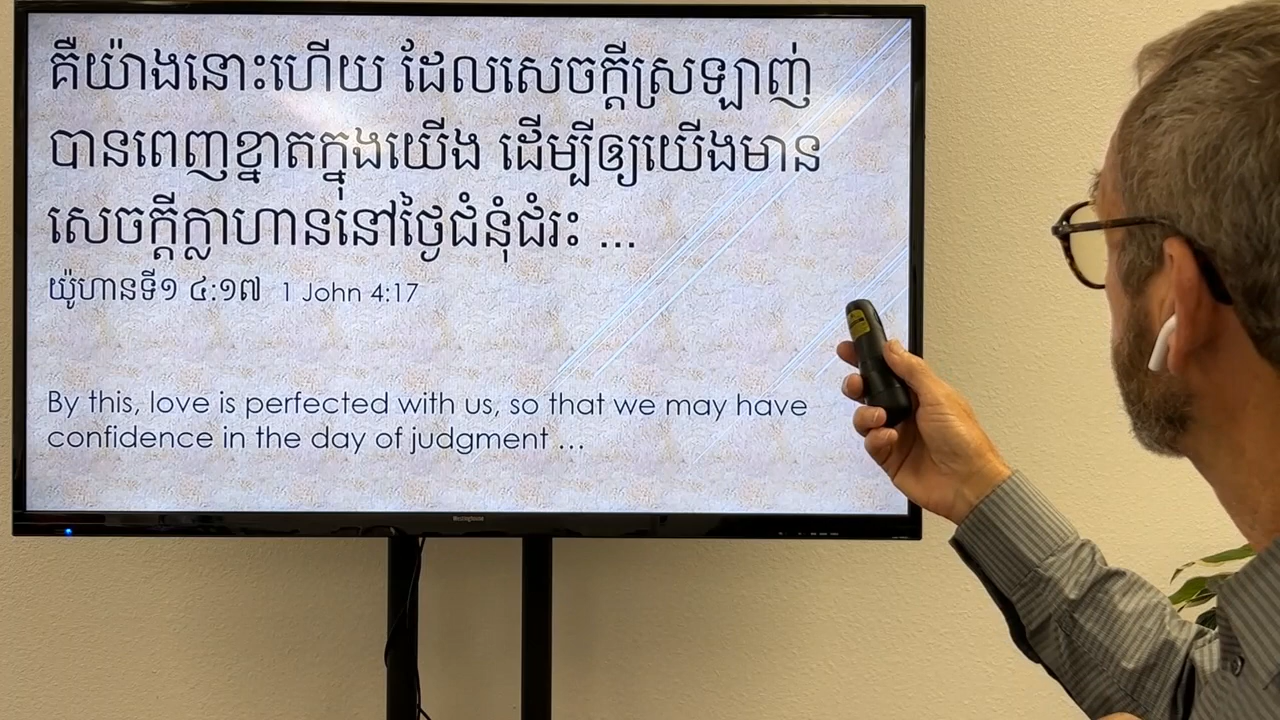 គឺយ៉ាងនោះហើយ ដែលសេចក្ដីស្រឡាញ់
បានពេញខ្នាតក្នុងយើង ដើម្បីឲ្យយើងមាន
សេចក្ដីក្លាហាននៅថ្ងៃជំនុំជំរះ ...
យ៉ូហានទី១ ៤:១៧ 1 John 4:17
By this, love is perfected with us, so that we may have
confidence in the day of judgment ...
Westinghouse